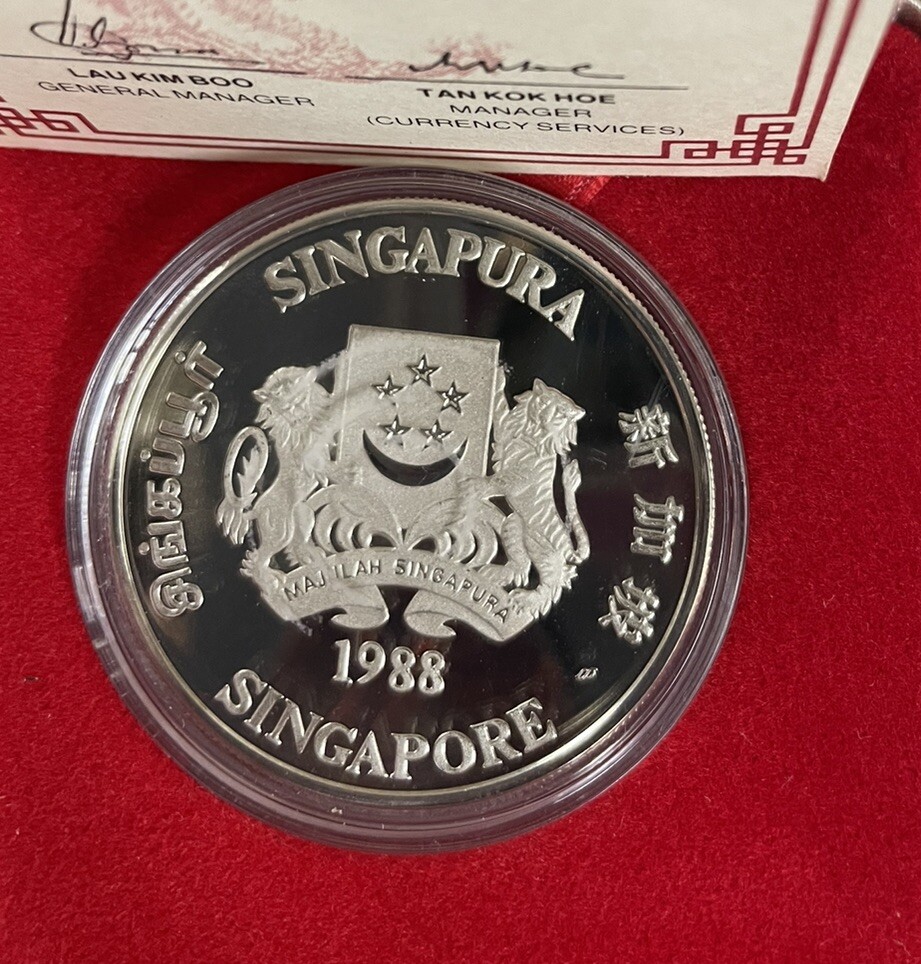 LAU KIM BOO
GENERAL MANAGER
TAN KOK HOE
MANAGER
(CURRENCY SERVICES)
SINGAPURA
சிங்கப்பூர்
新加坡
MAJULAH SINGAPURA
1988
SINGAPORE